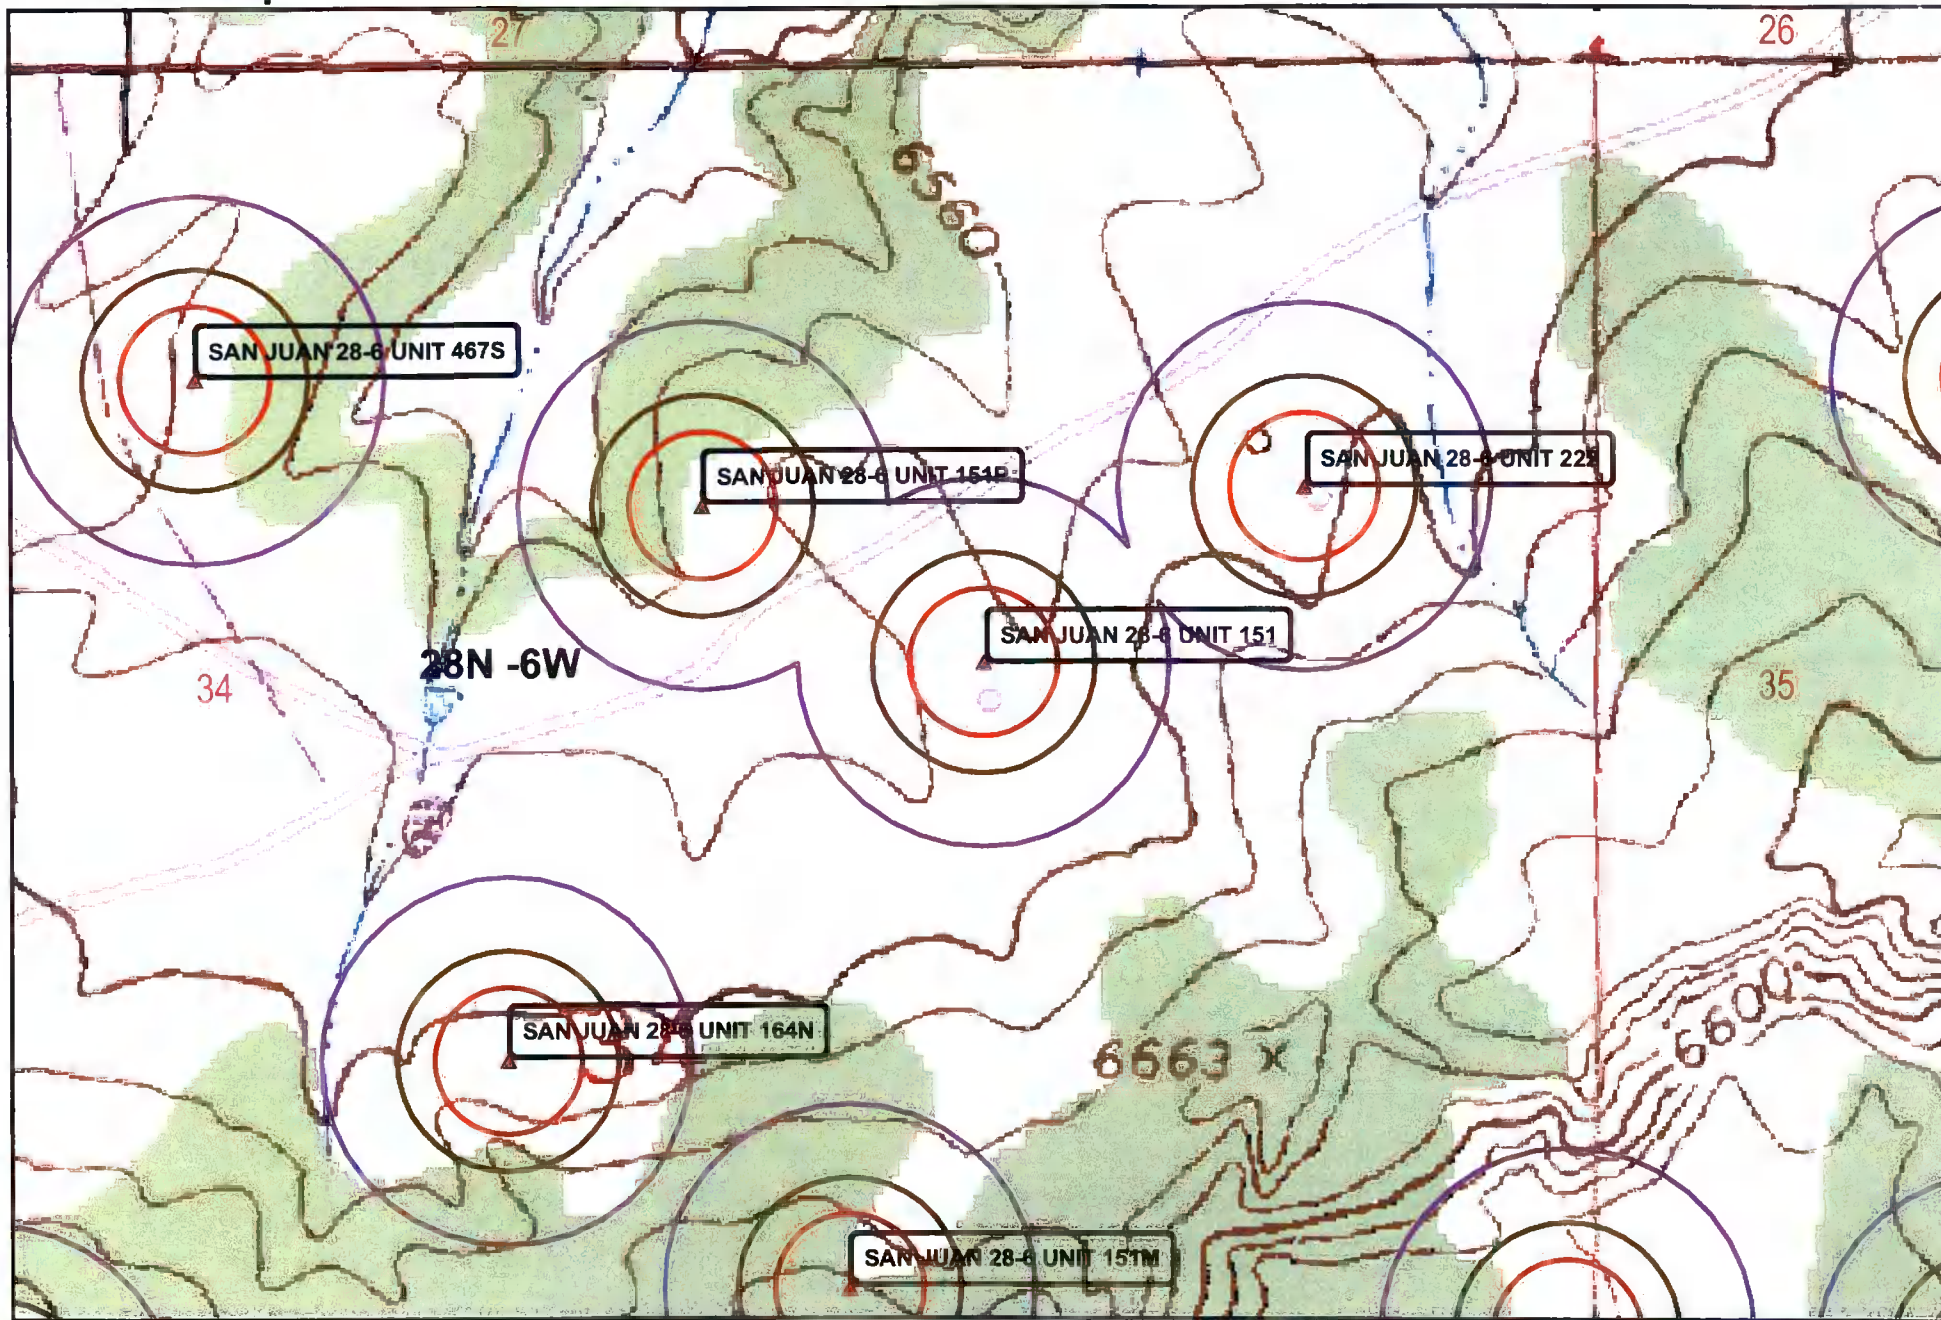 27
26
6560
SAN JUAN 28-6 UNIT 467S
SAN JUAN 28-6 UNIT 222
SAN JUAN 28-6 UNIT 151P
SAN JUAN 28-6 UNIT 151
28N -6W
34
35
SAN JUAN 28-6 UNIT 164N
6663 X
6600
SAN JUAN 28-6 UNIT 151M